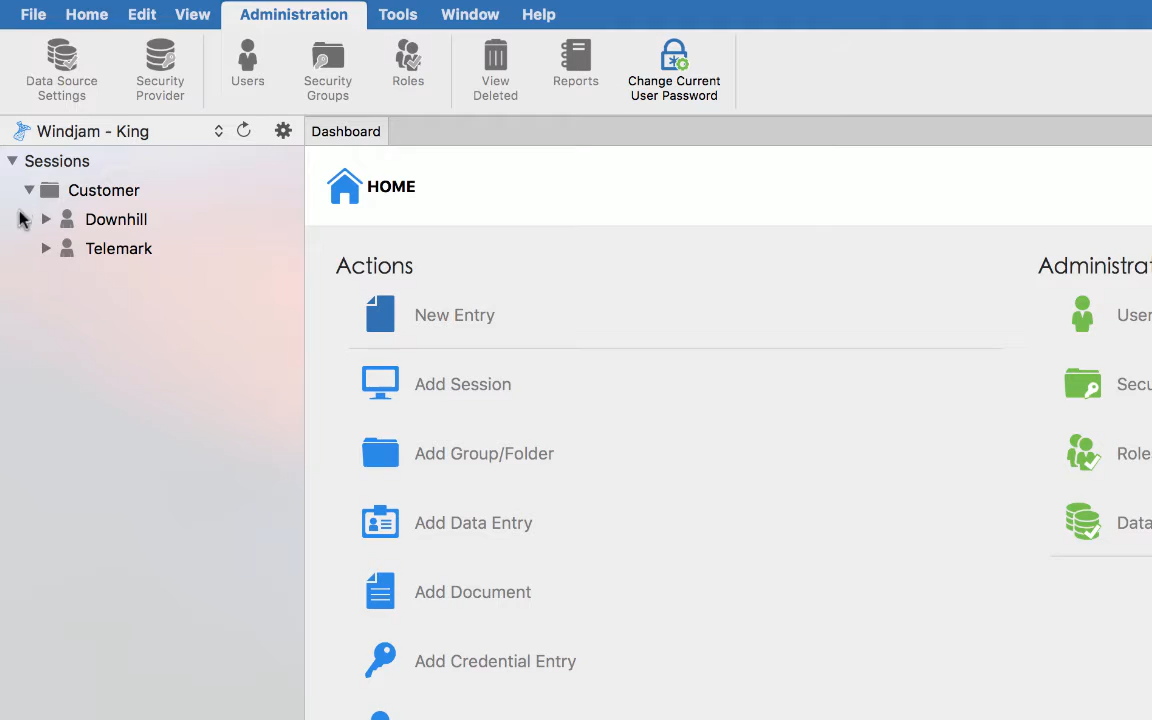 File Home Edit View Administration Tools Window Help
Data Source Settings
Security Provider
Users
Security Groups
Roles
View Deleted
Reports
Change Current User Password
Windjam - King
Dashboard
Sessions
Customer
Downhill
Telemark
HOME
Actions
New Entry
Add Session
Add Group/Folder
Add Data Entry
Add Document
Add Credential Entry
Administrat
User
Secu
Role
Data